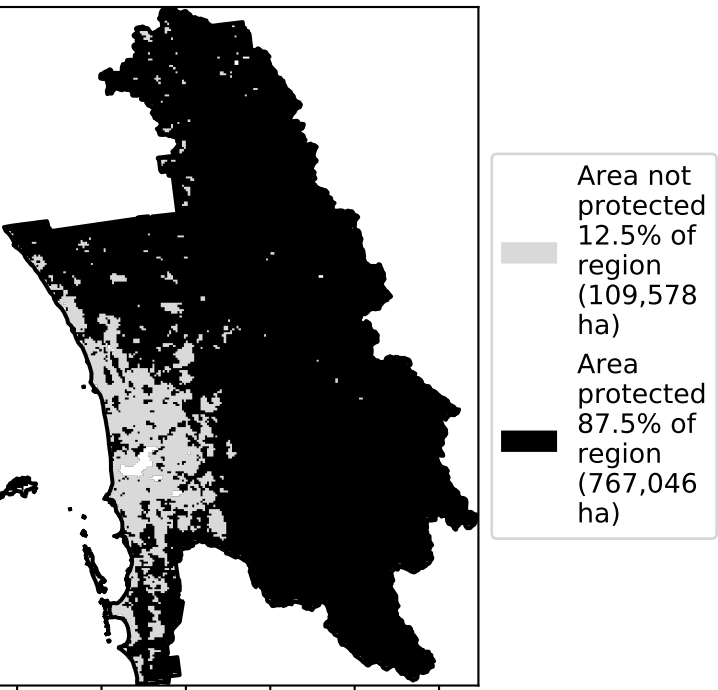 Area not
protected
12.5% of
region
(109,578
ha)
Area
protected
87.5% of
region
(767,046
ha)